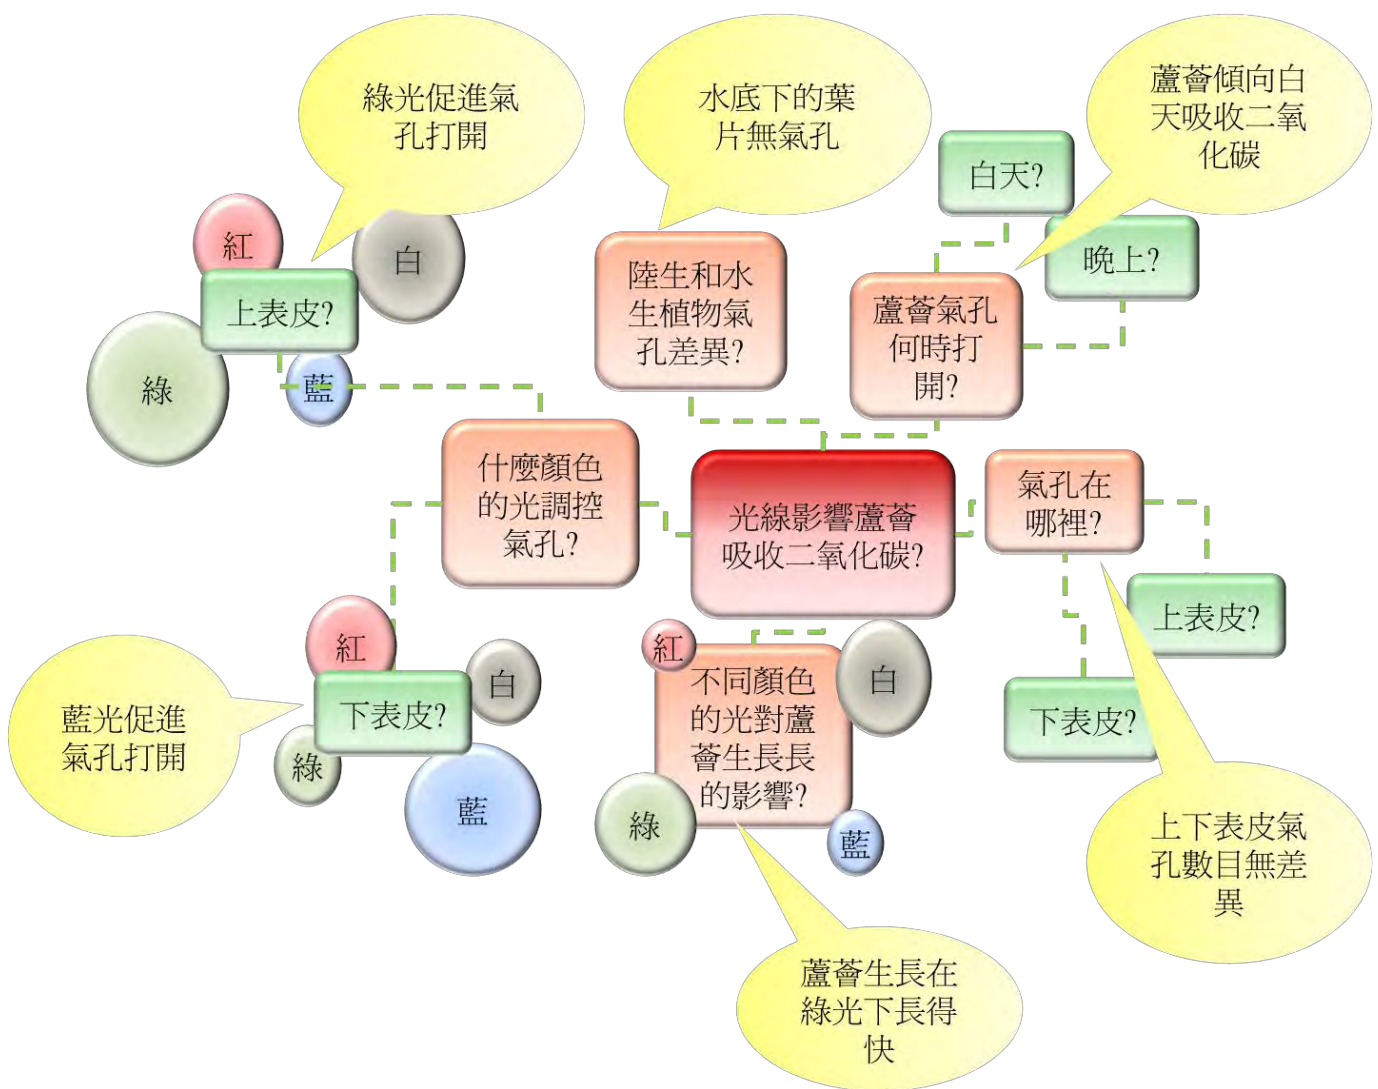 綠光促進氣
孔打開
水底下的葉
片無氣孔
蘆薈傾向白
天吸收二氧
化碳
白天?
晚上?
紅
白
上表皮?
綠
藍
陸生和水
生植物氣
孔差異?
蘆薈氣孔
何時打
開?
什麼顏色
的光調控
氣孔?
光線影響蘆薈
吸收二氧化碳?
氣孔在
哪裡?
上表皮?
下表皮?
紅
白
下表皮?
綠
藍
藍光促進
氣孔打開
紅
白
不同顏色
的光對蘆
薈生長長
的影響?
綠
藍
上下表皮氣
孔數目無差
異
蘆薈生長在
綠光下長得
快